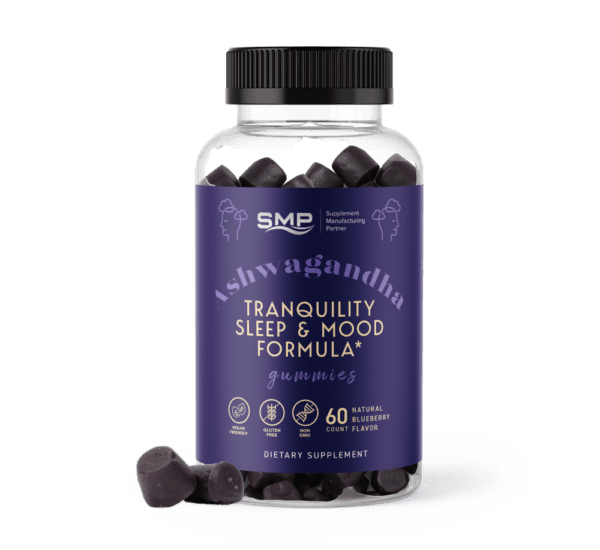 SMP
Supplement
Manufacturing
Partner
Ashwagandha
TRANQUILITY
SLEEP & MOOD
FORMULA*
gummies
VEGAN
FRIENDLY
GLUTEN
FREE
NON
GMO
60
COUNT
NATURAL
BLUEBERRY
FLAVOR
DIETARY SUPPLEMENT